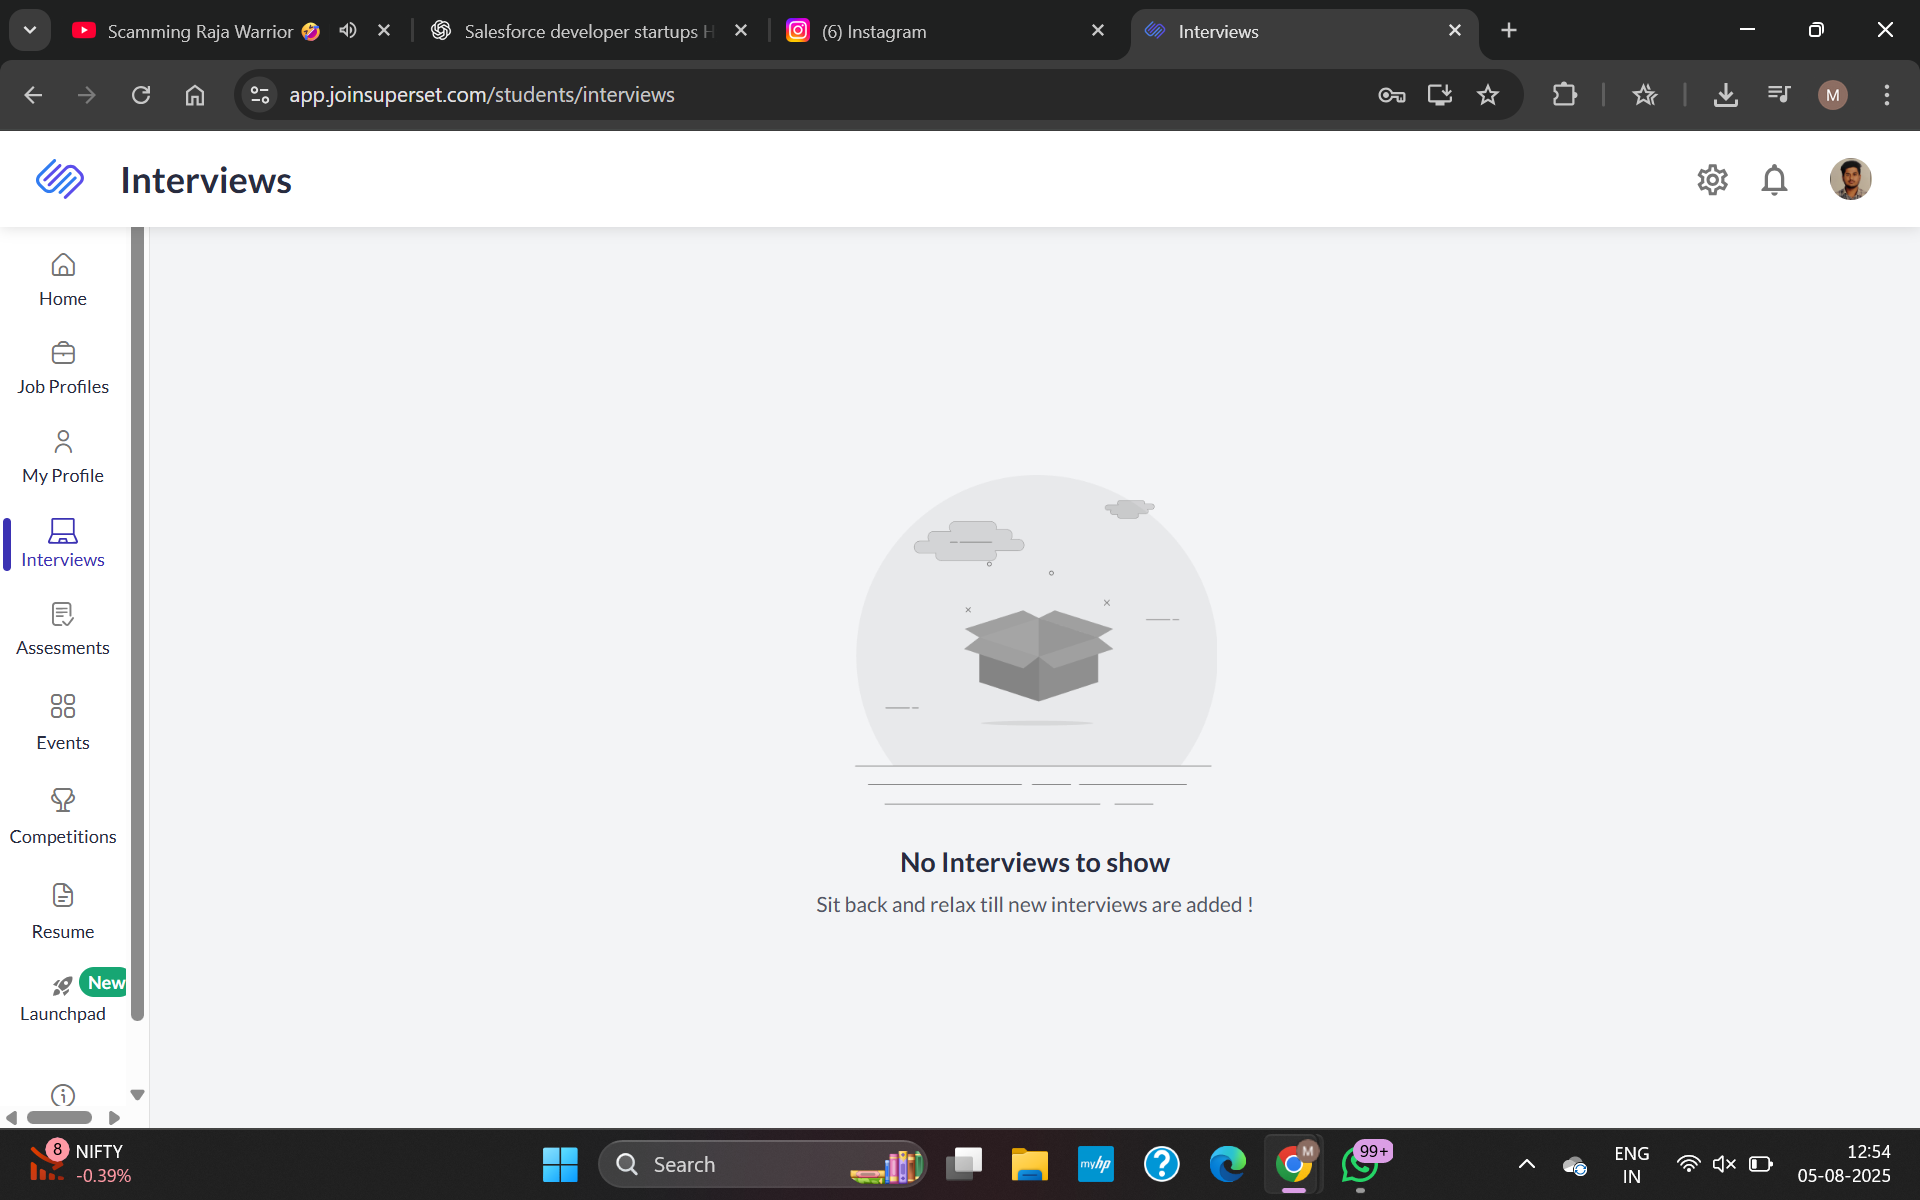 Scamming Raja Warrior 🤣
Salesforce developer startups H
(6) Instagram
Interviews
app.joinsuperset.com/students/interviews
M
Interviews
Home
Job Profiles
My Profile
Interviews
Assesments
Events
Competitions
Resume
New
Launchpad
No Interviews to show
Sit back and relax till new interviews are added !
8
NIFTY
-0.39%
Search
myhp
?
M
99+
ENG
IN
12:54
05-08-2025